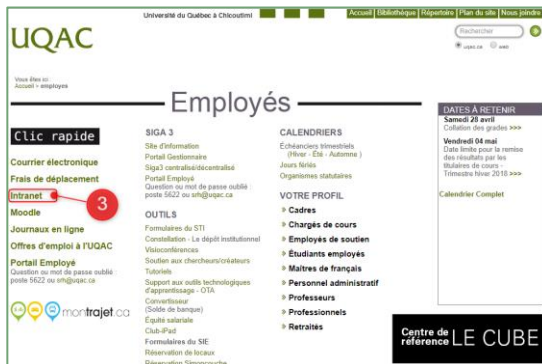 Université du Québec à Chicoutimi
Accueil | Bibliothèque | Répertoire | Plan du site | Nous joindre
UQAC
Rechercher
uqac.ca
web
Vous êtes ici
Accueil > employés
Employés
Clic rapide
Courrier électronique
Frais de déplacement
Intranet
3
Moodle
Journaux en ligne
Offres d'emploi à l'UQAC
Portail Employé
Question ou mot de passe oublié :
poste 5622 ou srh@uqac.ca
montrajet.ca
SIGA 3
Site d'information
Portail Gestionnaire
Siga3 centralisé/décentralisé
Portail Employé
Question ou mot de passe oublié :
poste 5622 ou srh@uqac.ca
OUTILS
Formulaires du STI
Constellation - Le dépôt institutionnel
Visioconférences
Soutien aux chercheurs/créateurs
Tutoriels
Support aux outils technologiques
d'apprentissage - OTA
Convertisseur
(Solde de banque)
Équité salariale
Club-iPad
Formulaires du SIE
Réservation de locaux
Réservation Simoncouche
CALENDRIERS
Échéanciers trimestriels
(Hiver - Été - Automne )
Jours fériés
Organismes statutaires
VOTRE PROFIL
» Cadres
» Chargés de cours
» Employés de soutien
» Étudiants employés
» Maîtres de français
» Personnel administratif
» Professeurs
» Professionnels
» Retraités
DATES À RETENIR
Samedi 28 avril
Collation des grades >>>
Vendredi 04 mai
Date limite pour la remise
des résultats par les
titulaires de cours -
Trimestre hiver 2018 >>>
Calendrier Complet
Centre de
référence LE CUBE